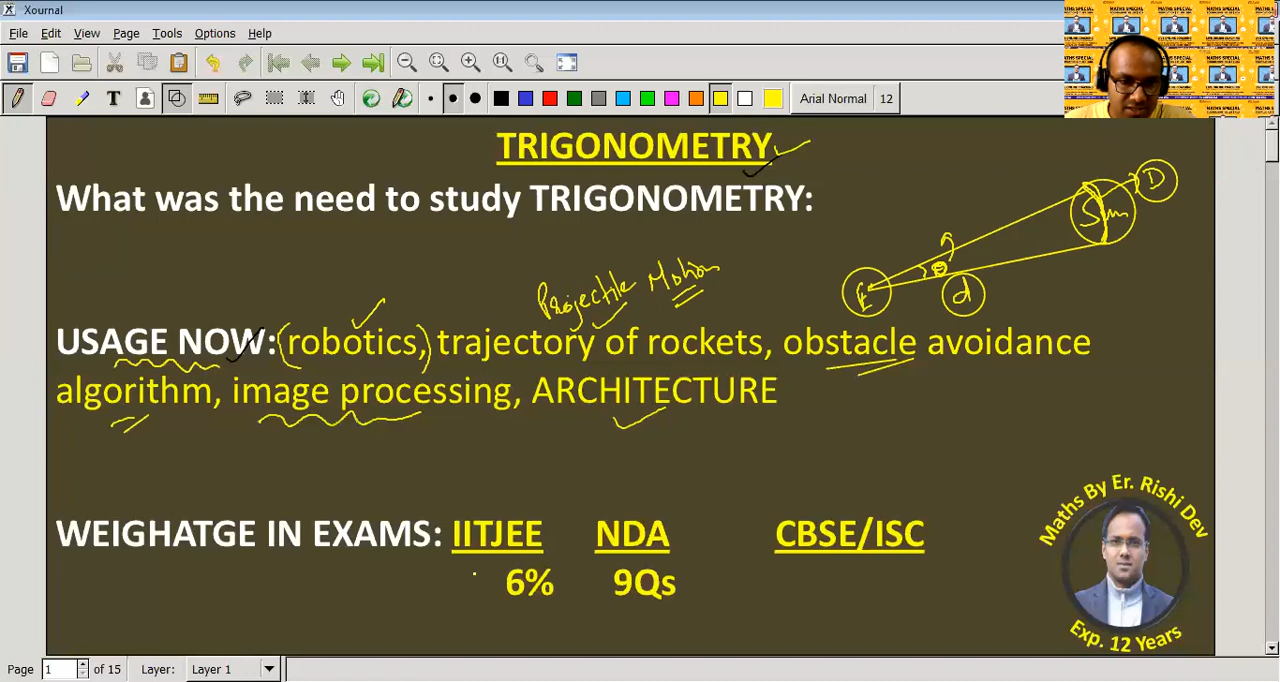 Xournal
File Edit View Page Tools Options Help
Arial Normal 12
TRIGONOMETRY
What was the need to study TRIGONOMETRY:
D
Sun
E θ d
Projectile Motion
USAGE NOW: (robotics,) trajectory of rockets, obstacle avoidance
algorithm, image processing, ARCHITECTURE
WEIGHATGE IN EXAMS: IITJEE NDA CBSE/ISC
6% 9Qs
Maths By Er. Rishi Dev
Exp. 12 Years
Page 1 of 15 Layer: Layer 1